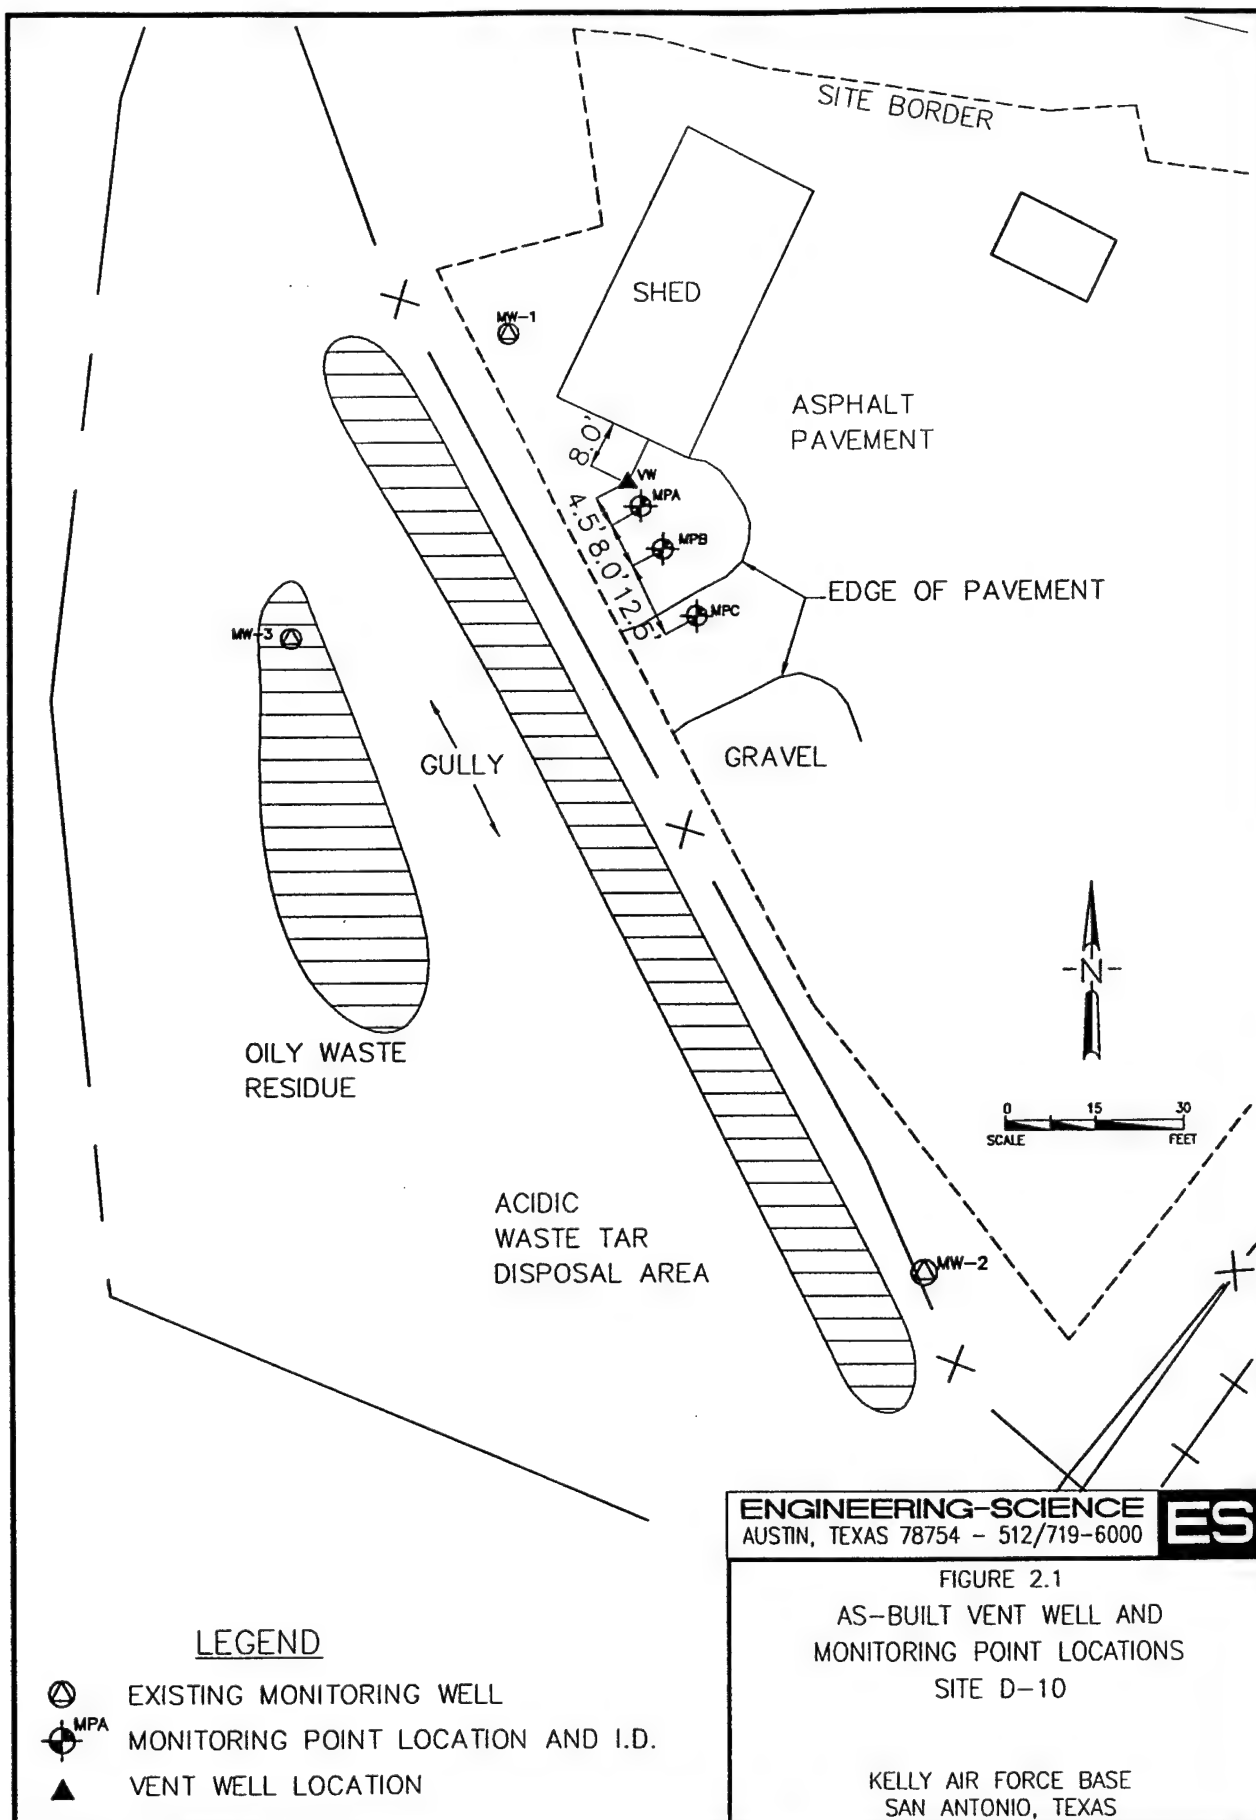 SITE BORDER
SHED
MW-1
ASPHALT
PAVEMENT
8.0'
VW
MPA
4.5'
MPB
8.0'
EDGE OF PAVEMENT
12.5'
MPC
MW-3
GULLY
GRAVEL
N
OILY WASTE
RESIDUE
0 15 30
SCALE FEET
ACIDIC
WASTE TAR
DISPOSAL AREA
MW-2
ENGINEERING-SCIENCE
AUSTIN, TEXAS 78754 - 512/719-6000
ES
FIGURE 2.1
AS-BUILT VENT WELL AND
MONITORING POINT LOCATIONS
SITE D-10
KELLY AIR FORCE BASE
SAN ANTONIO, TEXAS
LEGEND
EXISTING MONITORING WELL
MPA
MONITORING POINT LOCATION AND I.D.
VENT WELL LOCATION